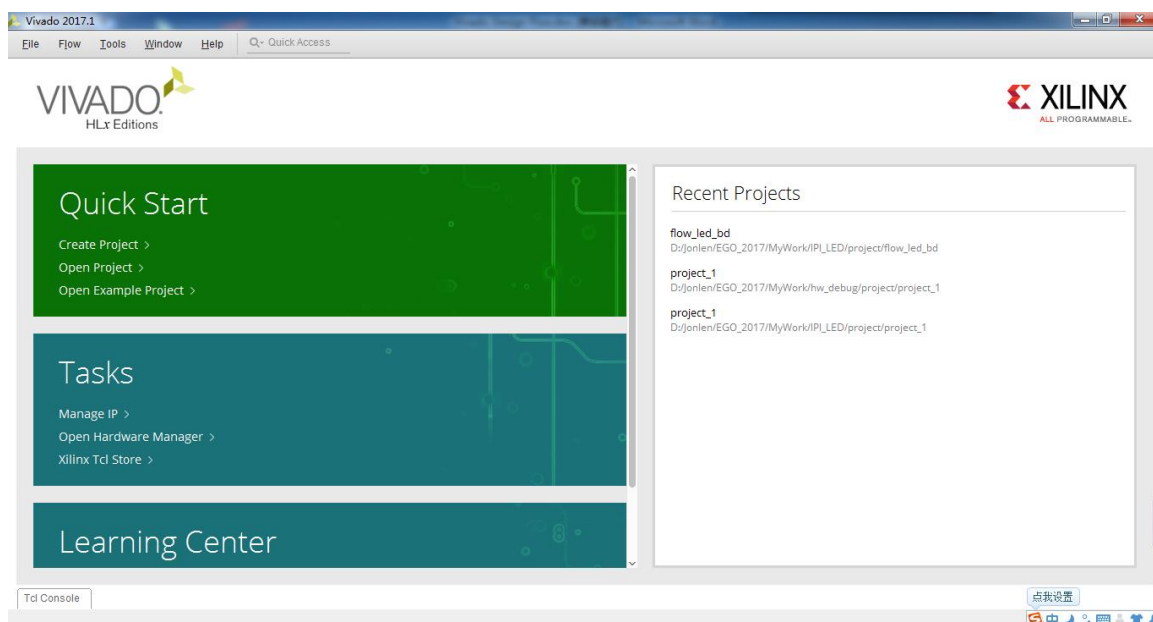 Vivado 2017.1
File Flow Tools Window Help Quick Access
VIVADO.
HLx Editions
XILINX
ALL PROGRAMMABLE.
Quick Start
Create Project >
Open Project >
Open Example Project >
Tasks
Manage IP >
Open Hardware Manager >
Xilinx Tcl Store >
Learning Center
Recent Projects
flow_led_bd
D:/Jonlen/EGO_2017/MyWork/IPI_LED/project/flow_led_bd
project_1
D:/Jonlen/EGO_2017/MyWork/hw_debug/project/project_1
project_1
D:/Jonlen/EGO_2017/MyWork/IPI_LED/project/project_1
Tcl Console
点我设置
中